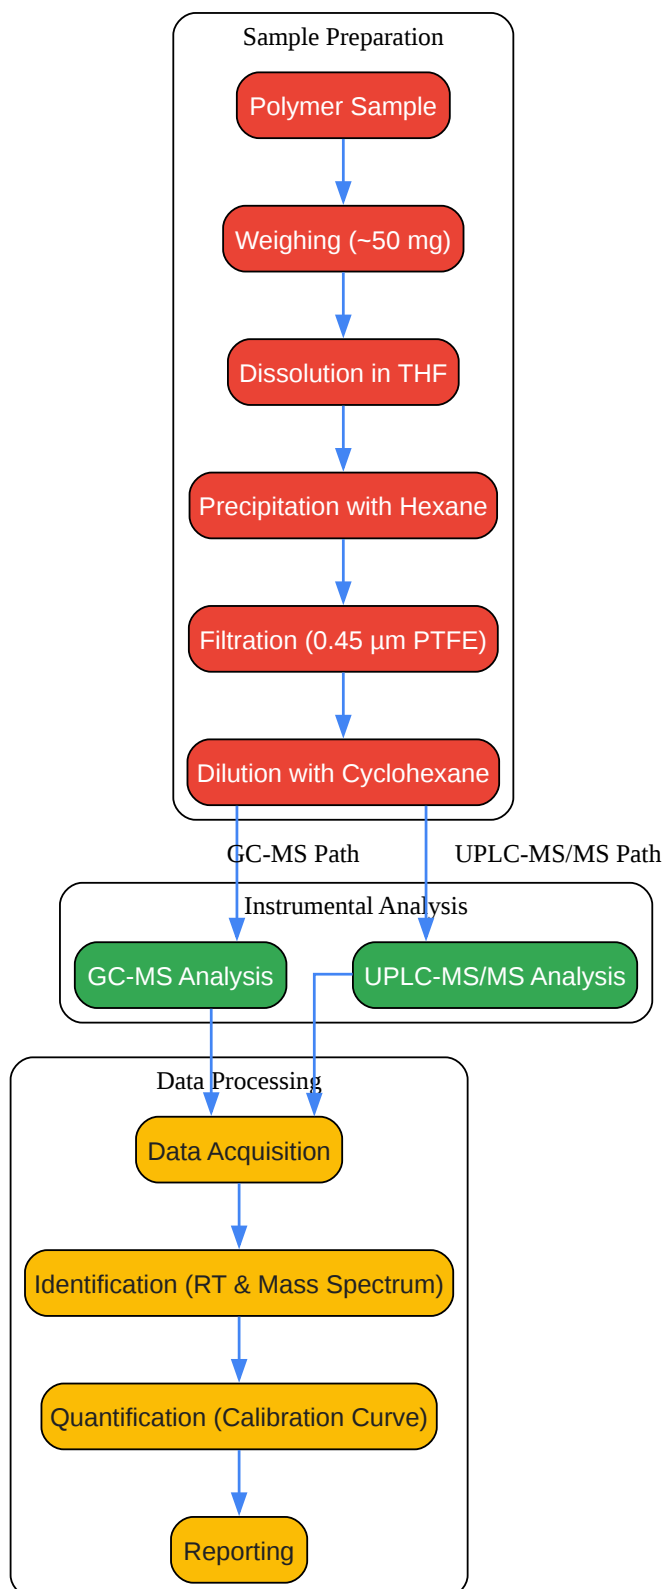 Sample Preparation
Polymer Sample
Weighing (~50 mg)
Dissolution in THF
Precipitation with Hexane
Filtration (0.45 µm PTFE)
Dilution with Cyclohexane
GC-MS Path
UPLC-MS/MS Path
Instrumental Analysis
GC-MS Analysis
UPLC-MS/MS Analysis
Data Processing
Data Acquisition
Identification (RT & Mass Spectrum)
Quantification (Calibration Curve)
Reporting